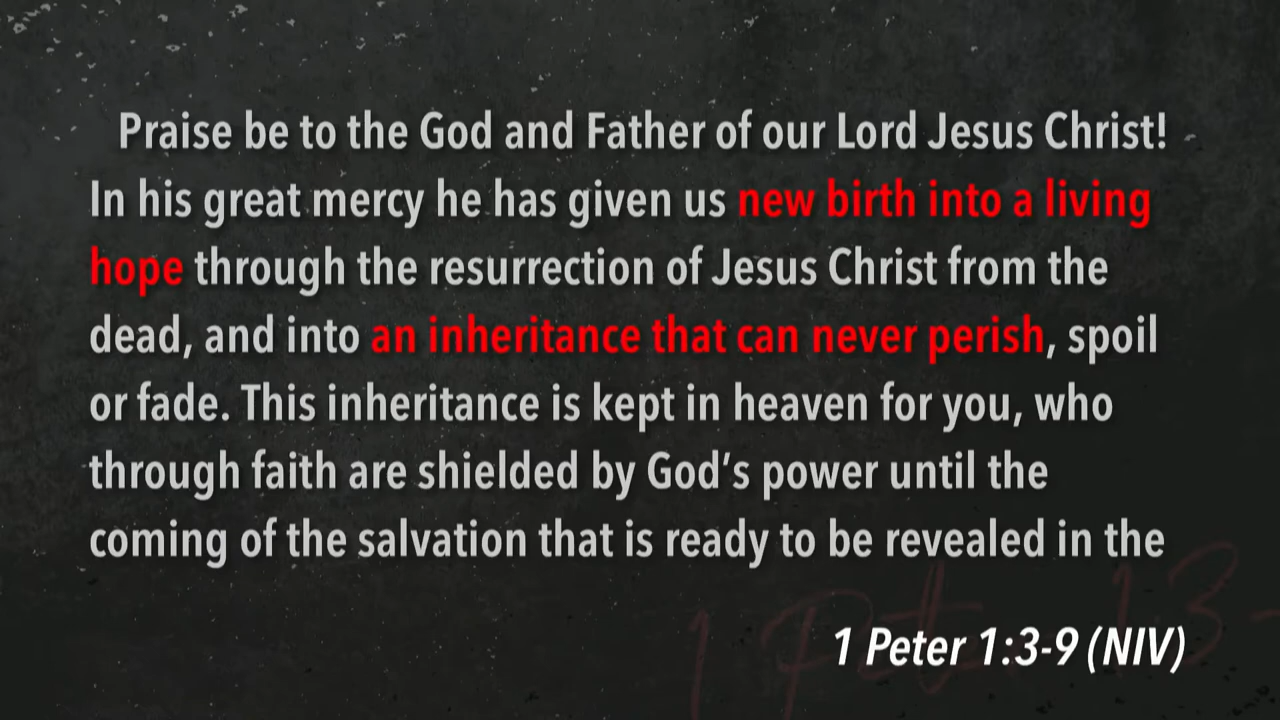 Praise be to the God and Father of our Lord Jesus Christ!
In his great mercy he has given us new birth into a living
hope through the resurrection of Jesus Christ from the
dead, and into an inheritance that can never perish, spoil
or fade. This inheritance is kept in heaven for you, who
through faith are shielded by God’s power until the
coming of the salvation that is ready to be revealed in the
1 Pet. 1 3-
1 Peter 1:3-9 (NIV)